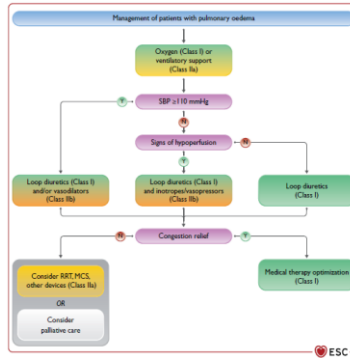 Management of patients with pulmonary oedema
Oxygen (Class I) or
ventilatory support
(Class IIa)
Y
SBP ≥110 mmHg
N
Signs of hypoperfusion
N
Y
Loop diuretics (Class I)
and/or vasodilators
(Class IIb)
Loop diuretics (Class I)
and inotropes/vasopressors
(Class IIb)
Loop diuretics
(Class I)
N
Congestion relief
Y
Consider RRT, MCS,
other devices (Class IIa)
OR
Consider
palliative care
Medical therapy optimization
(Class I)
ESC